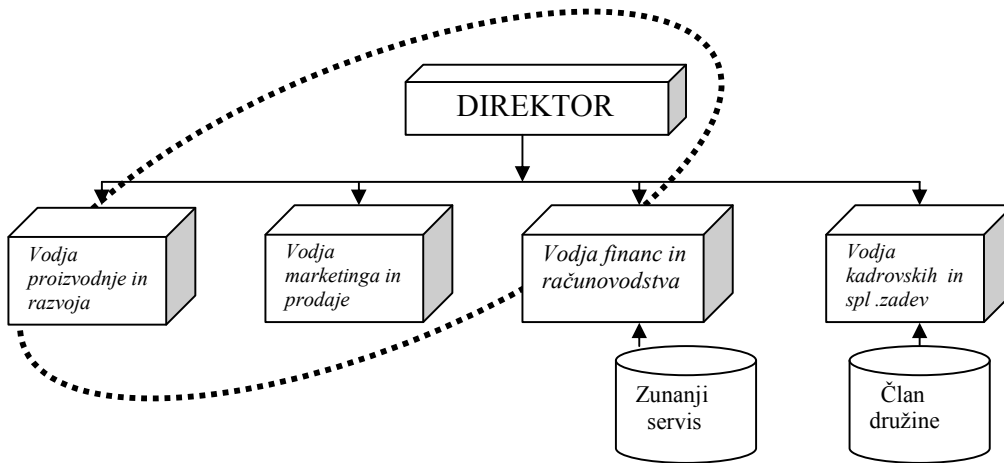 DIREKTOR
Vodja
proizvodnje in
razvoja
Vodja
marketinga in
prodaje
Vodja financ in
računovodstva
Vodja
kadrovskih  in
spl .zadev
Zunanji
servis
Član
družine